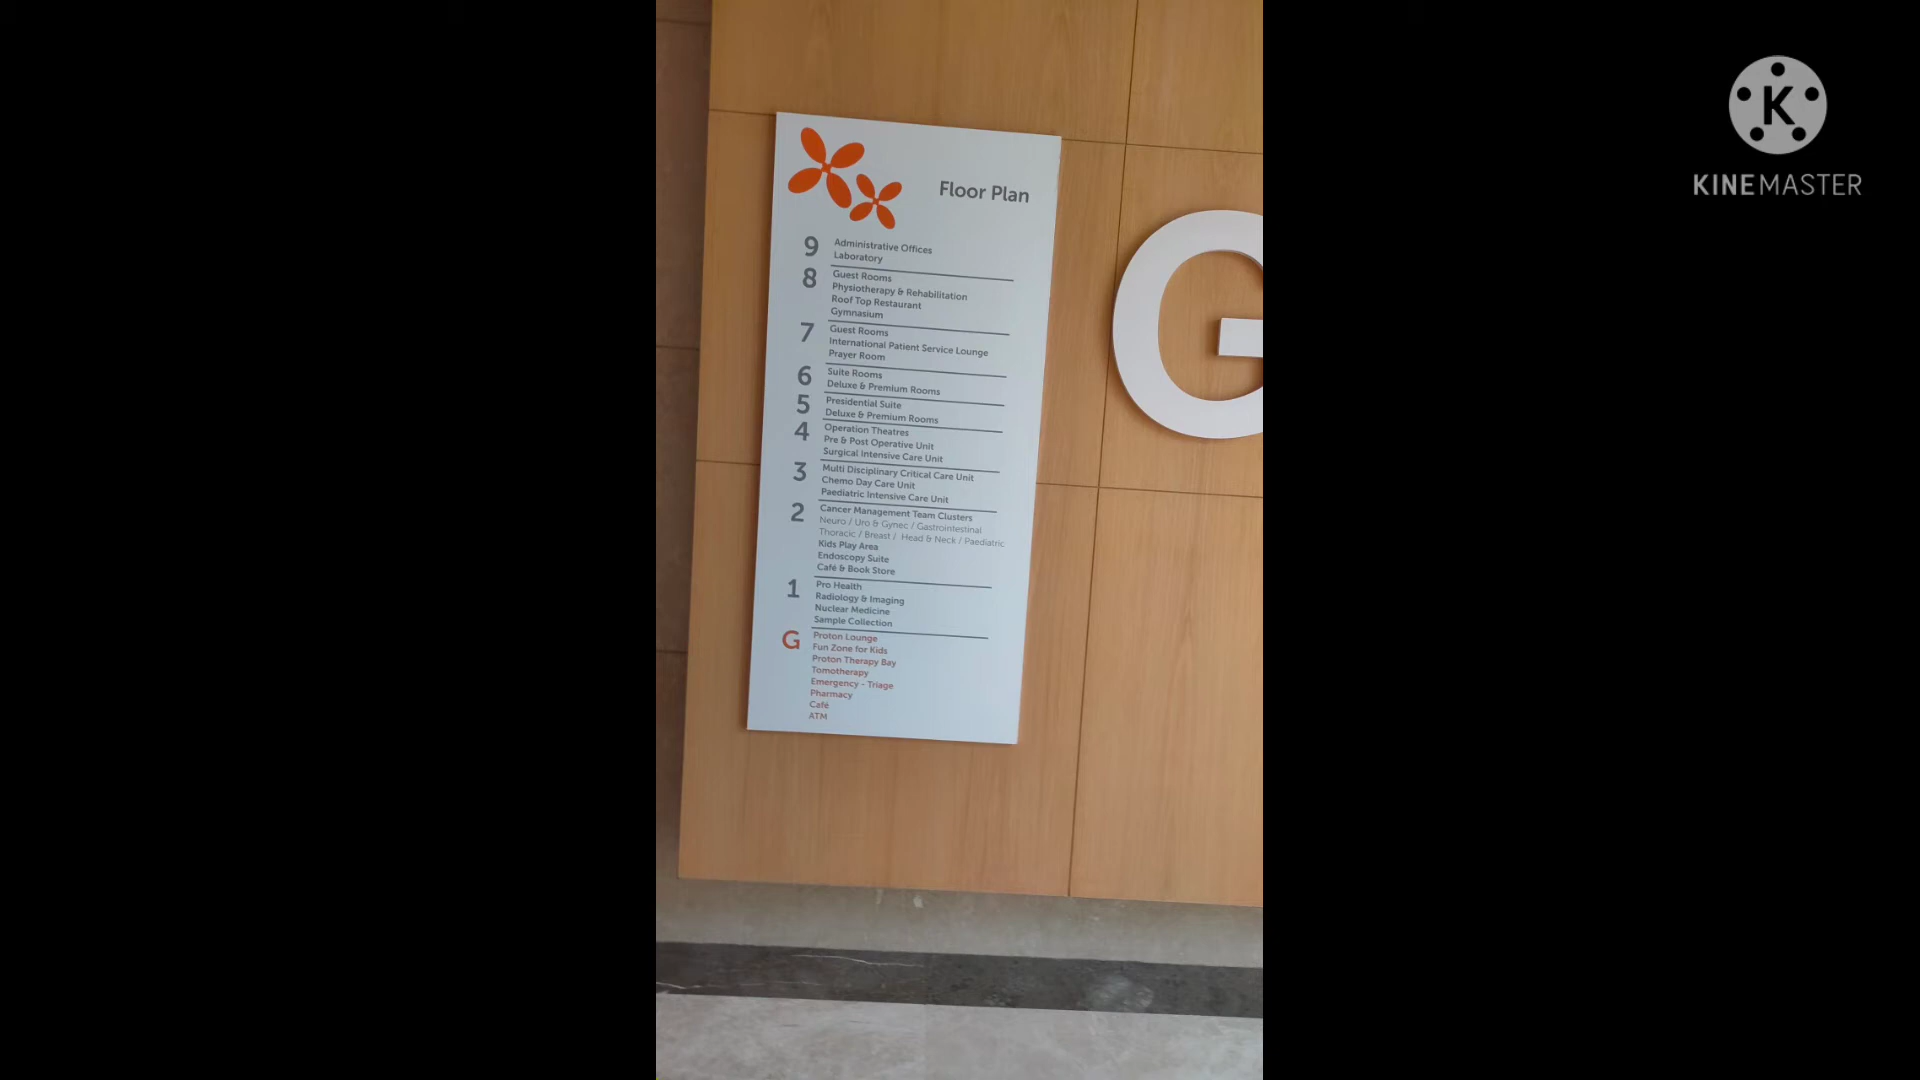 Floor Plan
9 Administrative Offices
Laboratory
8 Guest Rooms
Physiotherapy & Rehabilitation
Roof Top Restaurant
Gymnasium
7 Guest Rooms
International Patient Service Lounge
Prayer Room
6 Suite Rooms
Deluxe & Premium Rooms
5 Presidential Suite
Deluxe & Premium Rooms
4 Operation Theatres
Pre & Post Operative Unit
Surgical Intensive Care Unit
3 Multi Disciplinary Critical Care Unit
Chemo Day Care Unit
Paediatric Intensive Care Unit
2 Cancer Management Team Clusters
Neuro / Uro & Gynec / Gastrointestinal
Thoracic / Breast / Head & Neck / Paediatric
Kids Play Area
Endoscopy Suite
Café & Book Store
1 Pro Health
Radiology & Imaging
Nuclear Medicine
Sample Collection
G Proton Lounge
Fun Zone for Kids
Proton Therapy Bay
Tomotherapy
Emergency - Triage
Pharmacy
Café
ATM
G
K
KINEMASTER